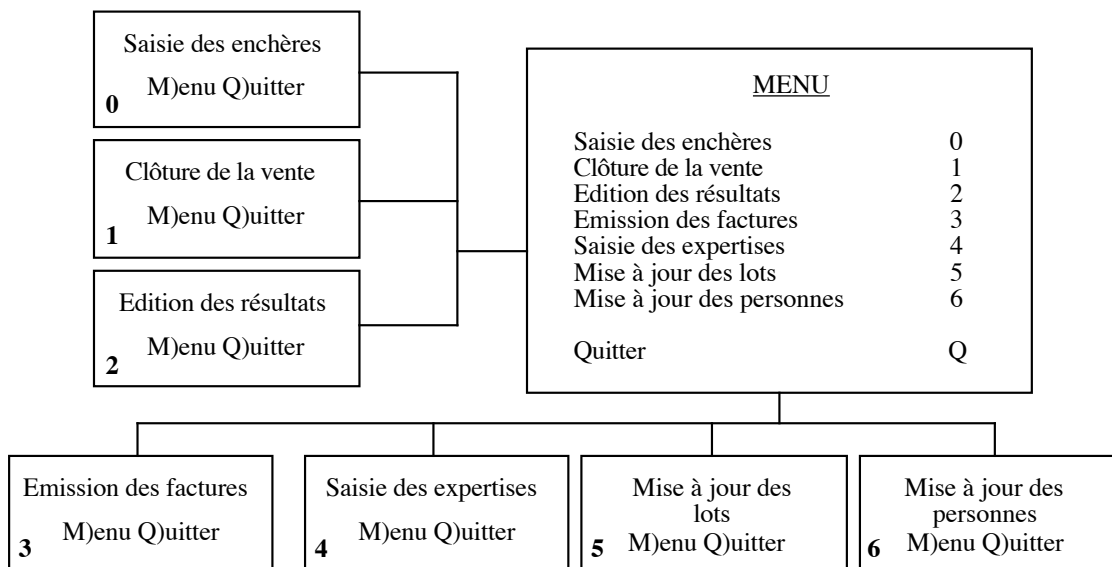 Saisie des enchères
M)enu Q)uitter
0
Clôture de la vente
M)enu Q)uitter
1
Edition des résultats
M)enu Q)uitter
2
MENU
Saisie des enchères 0
Clôture de la vente 1
Edition des résultats 2
Emission des factures 3
Saisie des expertises 4
Mise à jour des lots 5
Mise à jour des personnes 6
Quitter Q
Emission des factures
M)enu Q)uitter
3
Saisie des expertises
M)enu Q)uitter
4
Mise à jour des
lots
5 M)enu Q)uitter
Mise à jour des
personnes
6 M)enu Q)uitter